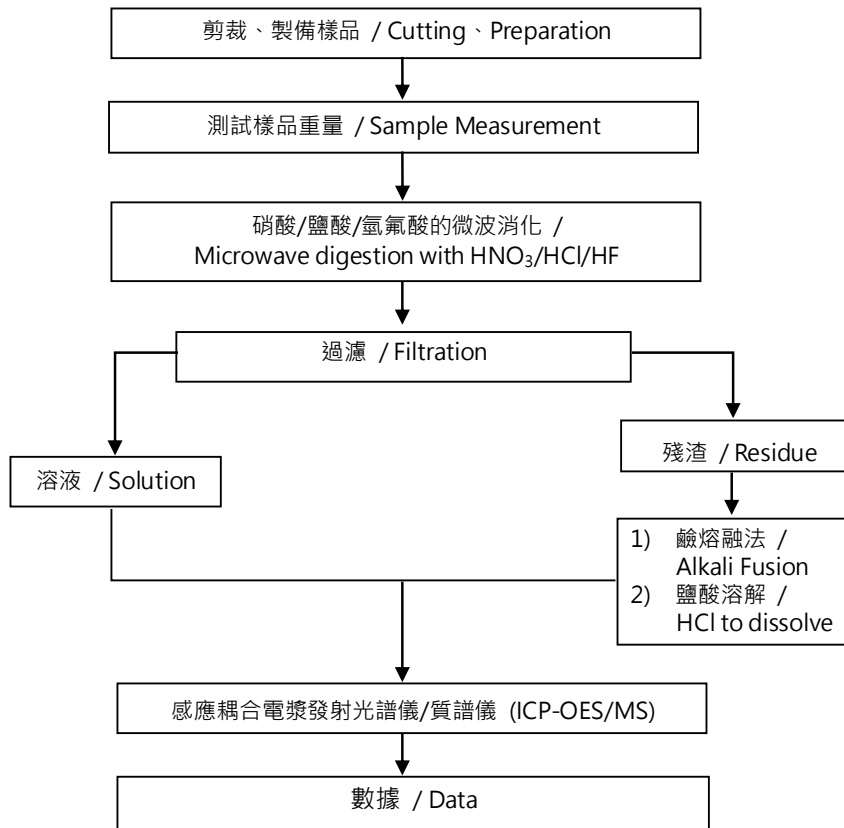 剪裁、製備樣品 / Cutting、Preparation
測試樣品重量 / Sample Measurement
硝酸/鹽酸/氫氟酸的微波消化 /
Microwave digestion with HNO₃/HCl/HF
過濾 / Filtration
溶液 / Solution
殘渣 / Residue
1) 鹼熔融法 /
Alkali Fusion
2) 鹽酸溶解 /
HCl to dissolve
感應耦合電漿發射光譜儀/質譜儀 (ICP-OES/MS)
數據 / Data